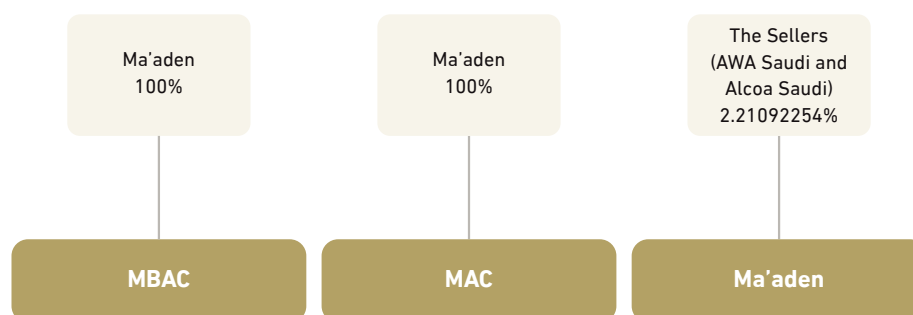 Ma’aden
100%
Ma’aden
100%
The Sellers
(AWA Saudi and
Alcoa Saudi)
2.21092254%
MBAC
MAC
Ma’aden